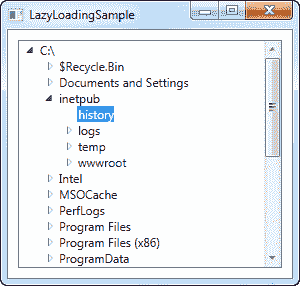 LazyLoadingSample
C:\
$Recycle.Bin
Documents and Settings
inetpub
history
logs
temp
wwwroot
Intel
MSOCache
PerfLogs
Program Files
Program Files (x86)
ProgramData